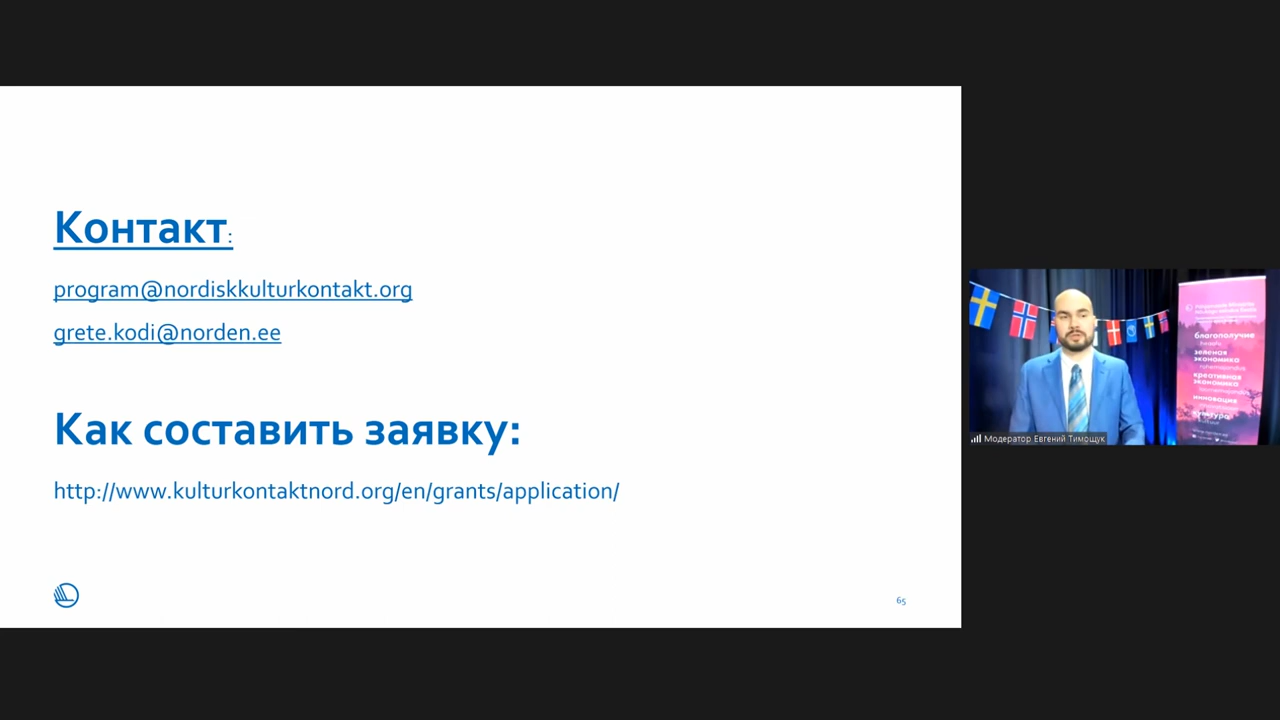 Контакт:
program@nordiskkulturkontakt.org
grete.kodi@norden.ee
Как составить заявку:
http://www.kulturkontaktnord.org/en/grants/application/
65
Модератор Евгений Тимощук
благополучие
зеленая
экономика
креативная
экономика
инновации
культура